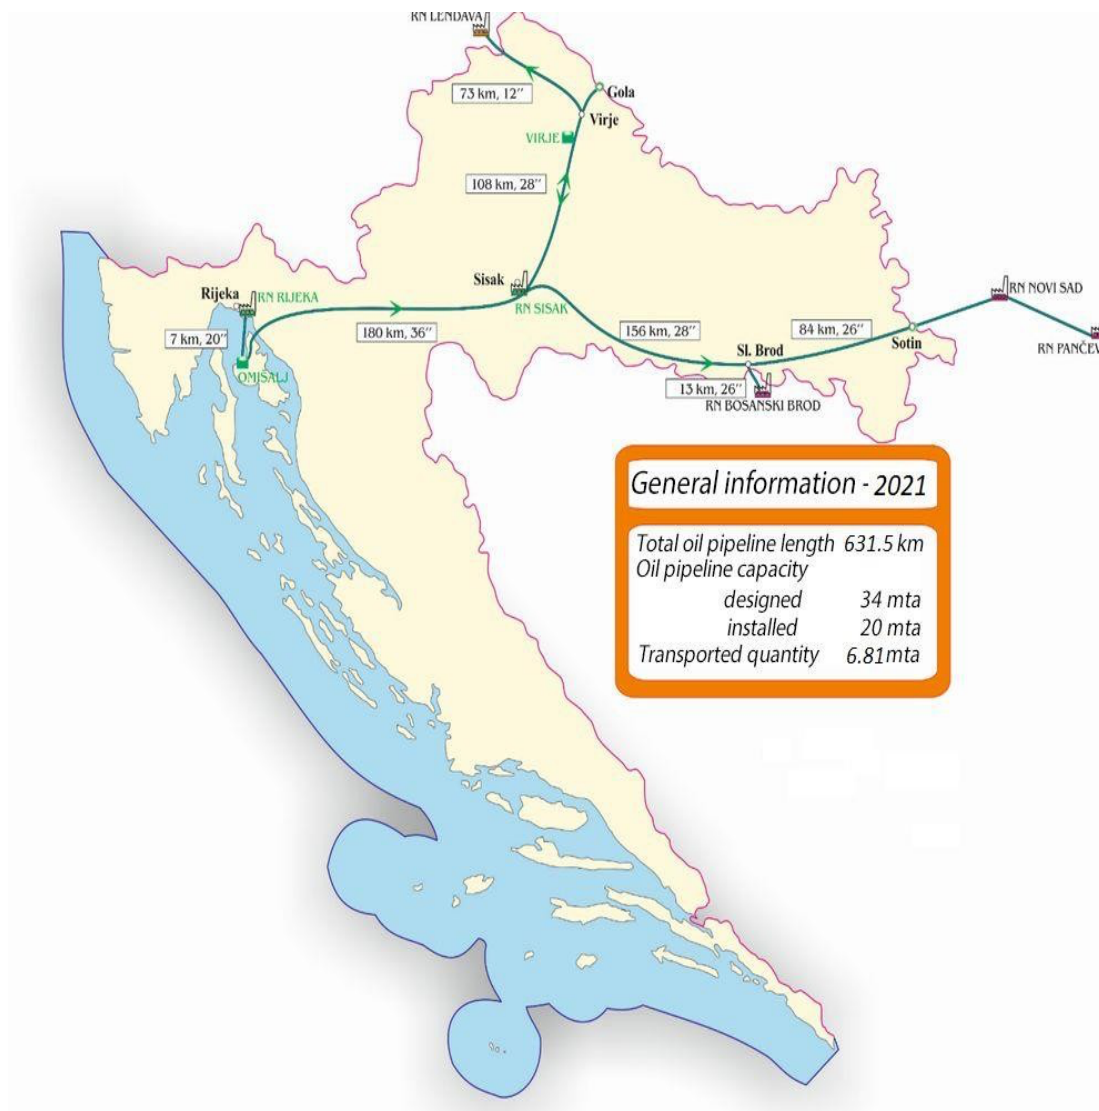 RN LENDAVA
73 km, 12’’
Gola
Virje
VIRJE
108 km, 28’’
Sisak
RN SISAK
Rijeka
RN RIJEKA
7 km, 20’’
OMIŠALJ
180 km, 36’’
156 km, 28’’
84 km, 26’’
RN NOVI SAD
Sotin
RN PANČEV
Sl. Brod
13 km, 26’’
RN BOSANSKI BROD
General information - 2021
Total oil pipeline length 631.5 km
Oil pipeline capacity
designed 34 mta
installed 20 mta
Transported quantity 6.81mta